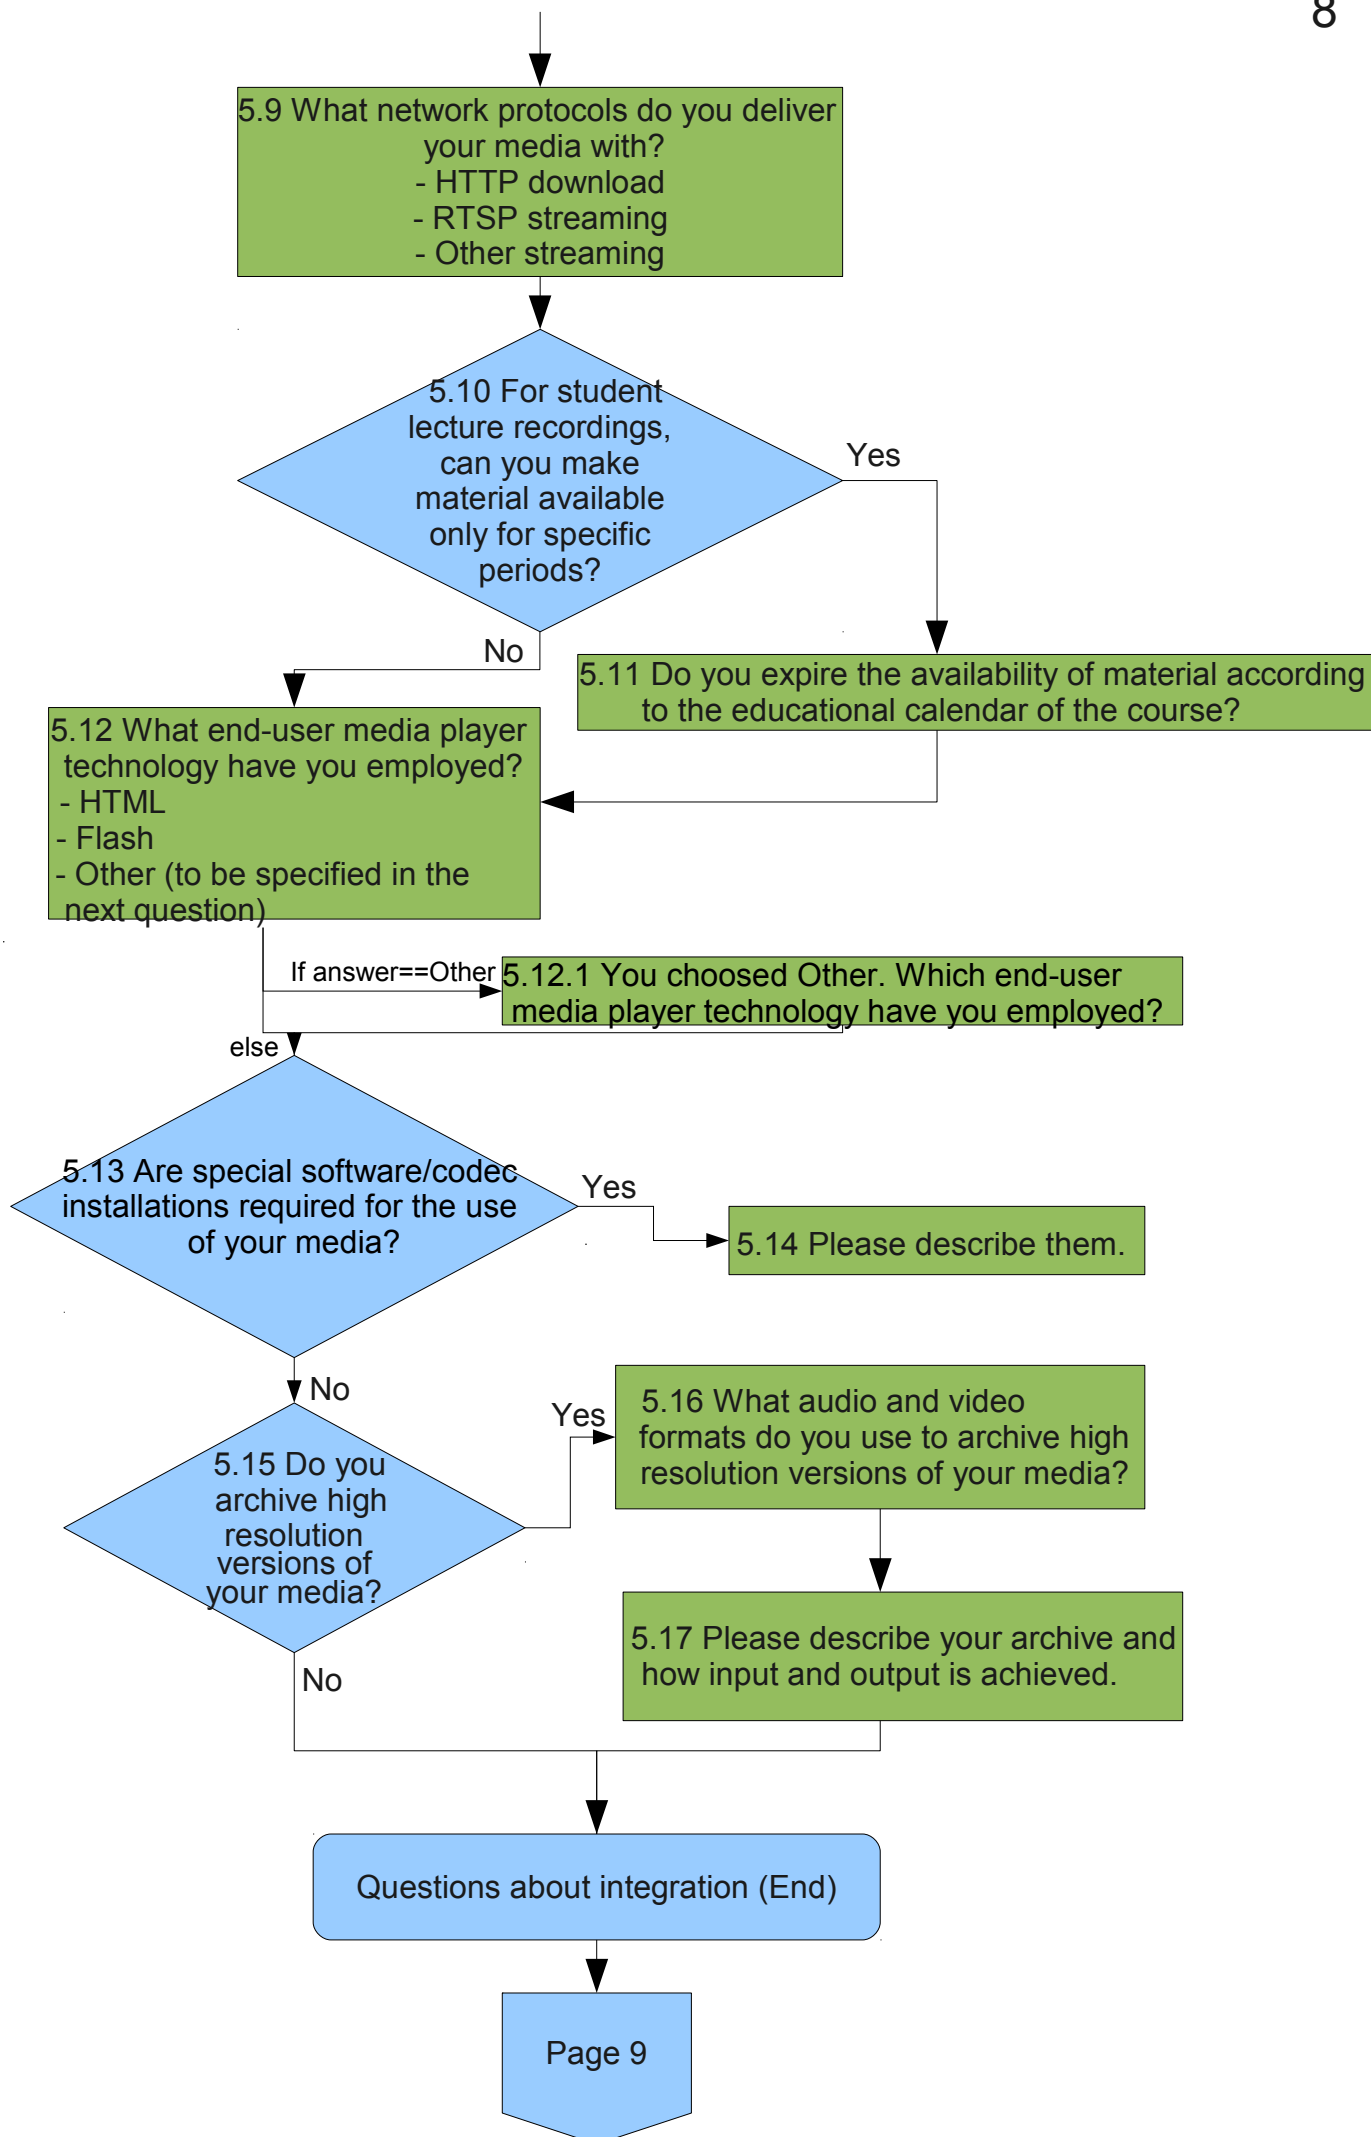 8
5.9 What network protocols do you deliver
your media with?
- HTTP download
- RTSP streaming
- Other streaming
5.10 For student
lecture recordings,
can you make
material available
only for specific
periods?
Yes
No
5.11 Do you expire the availability of material according
to the educational calendar of the course?
5.12 What end-user media player
technology have you employed?
- HTML
- Flash
- Other (to be specified in the
next question)
If answer==Other
5.12.1 You choosed Other. Which end-user
media player technology have you employed?
else
5.13 Are special software/codec
installations required for the use
of your media?
Yes
5.14 Please describe them.
No
5.15 Do you
archive high
resolution
versions of
your media?
Yes
5.16 What audio and video
formats do you use to archive high
resolution versions of your media?
5.17 Please describe your archive and
how input and output is achieved.
No
Questions about integration (End)
Page 9